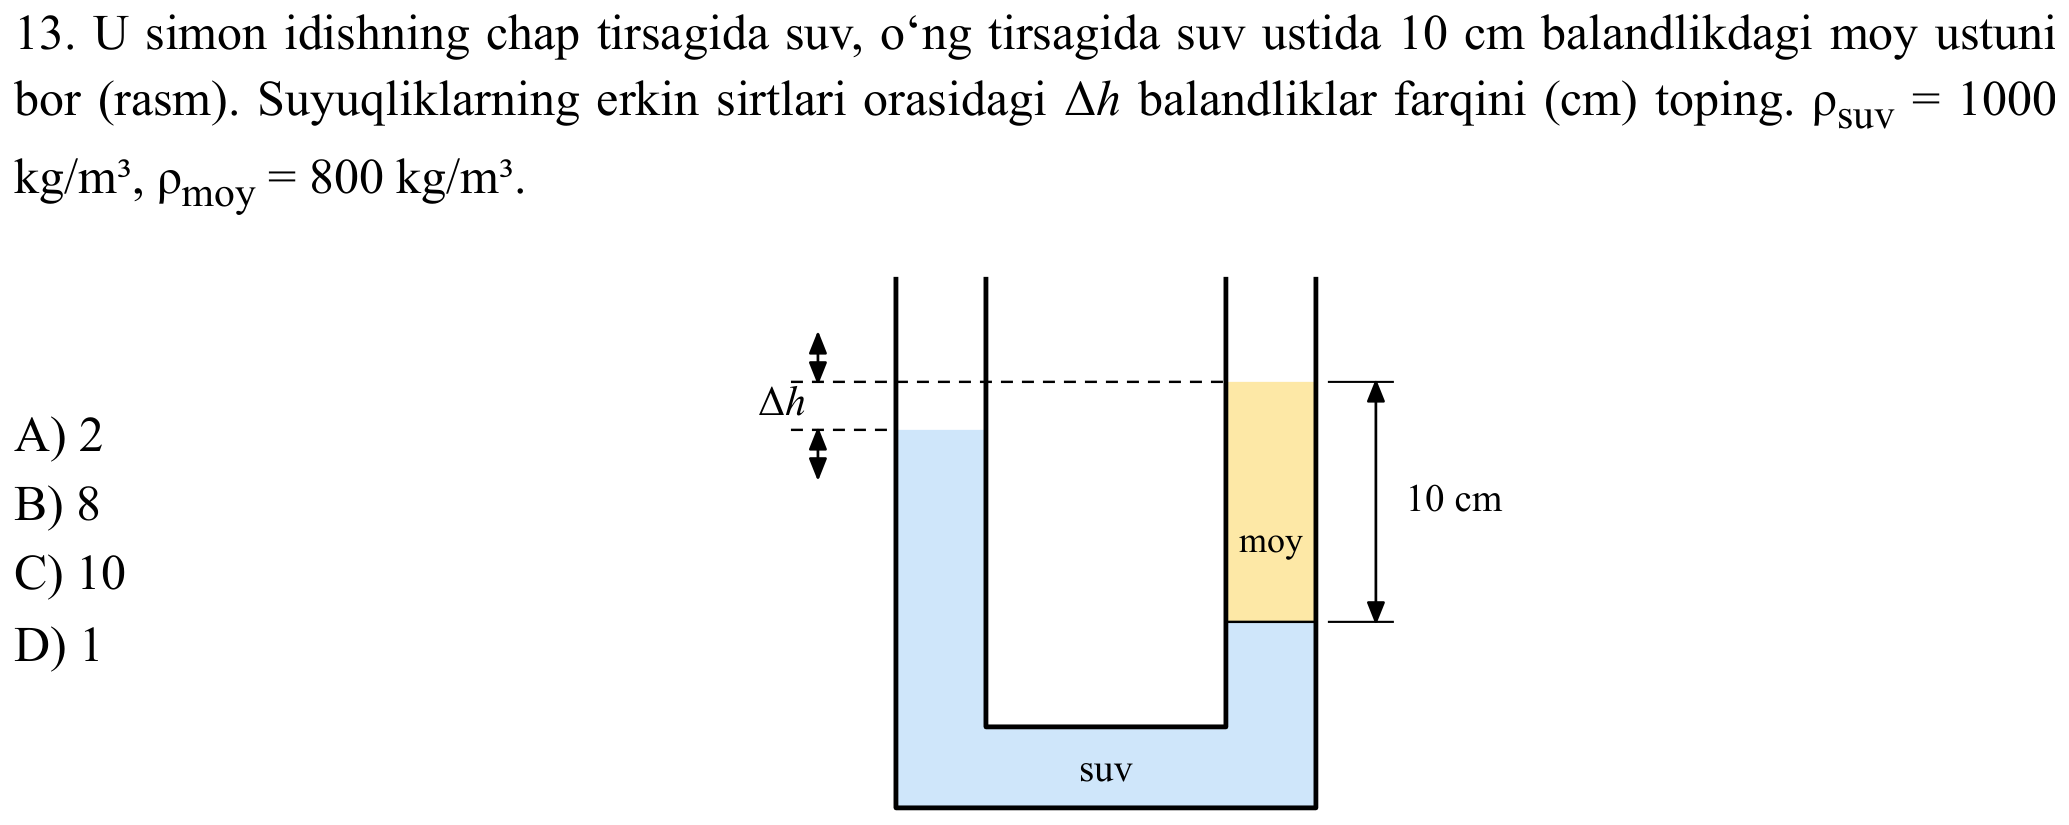 13. U simon idishning chap tirsagida suv, o‘ng tirsagida suv ustida 10 cm balandlikdagi moy ustuni
bor (rasm). Suyuqliklarning erkin sirtlari orasidagi Δh balandliklar farqini (cm) toping. ρsuv = 1000
kg/m³, ρmoy = 800 kg/m³.
Δh
A) 2
B) 8
C) 10
D) 1
10 cm
moy
suv